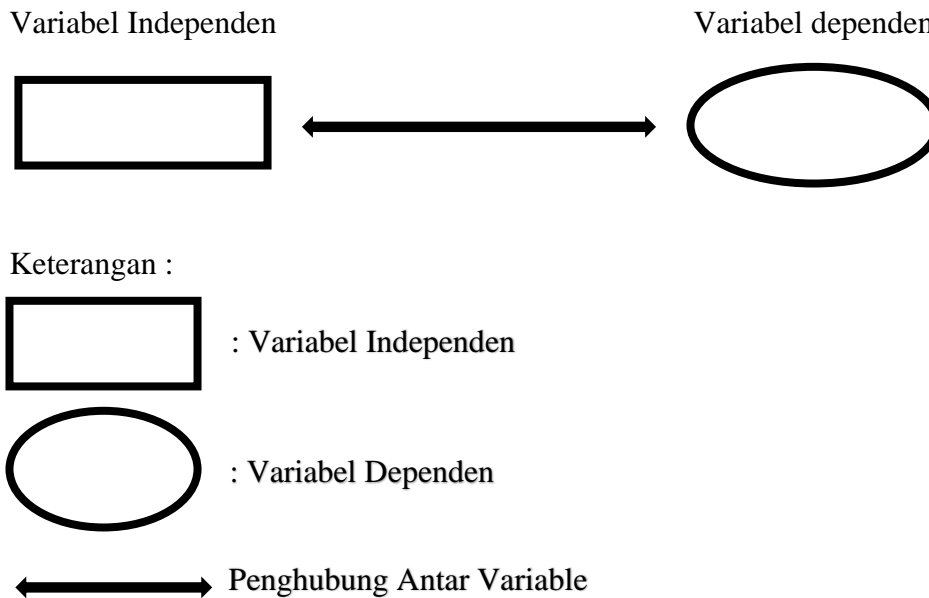 Variabel Independen
Variabel dependen
Keterangan :
: Variabel Independen
: Variabel Dependen
Penghubung Antar Variable